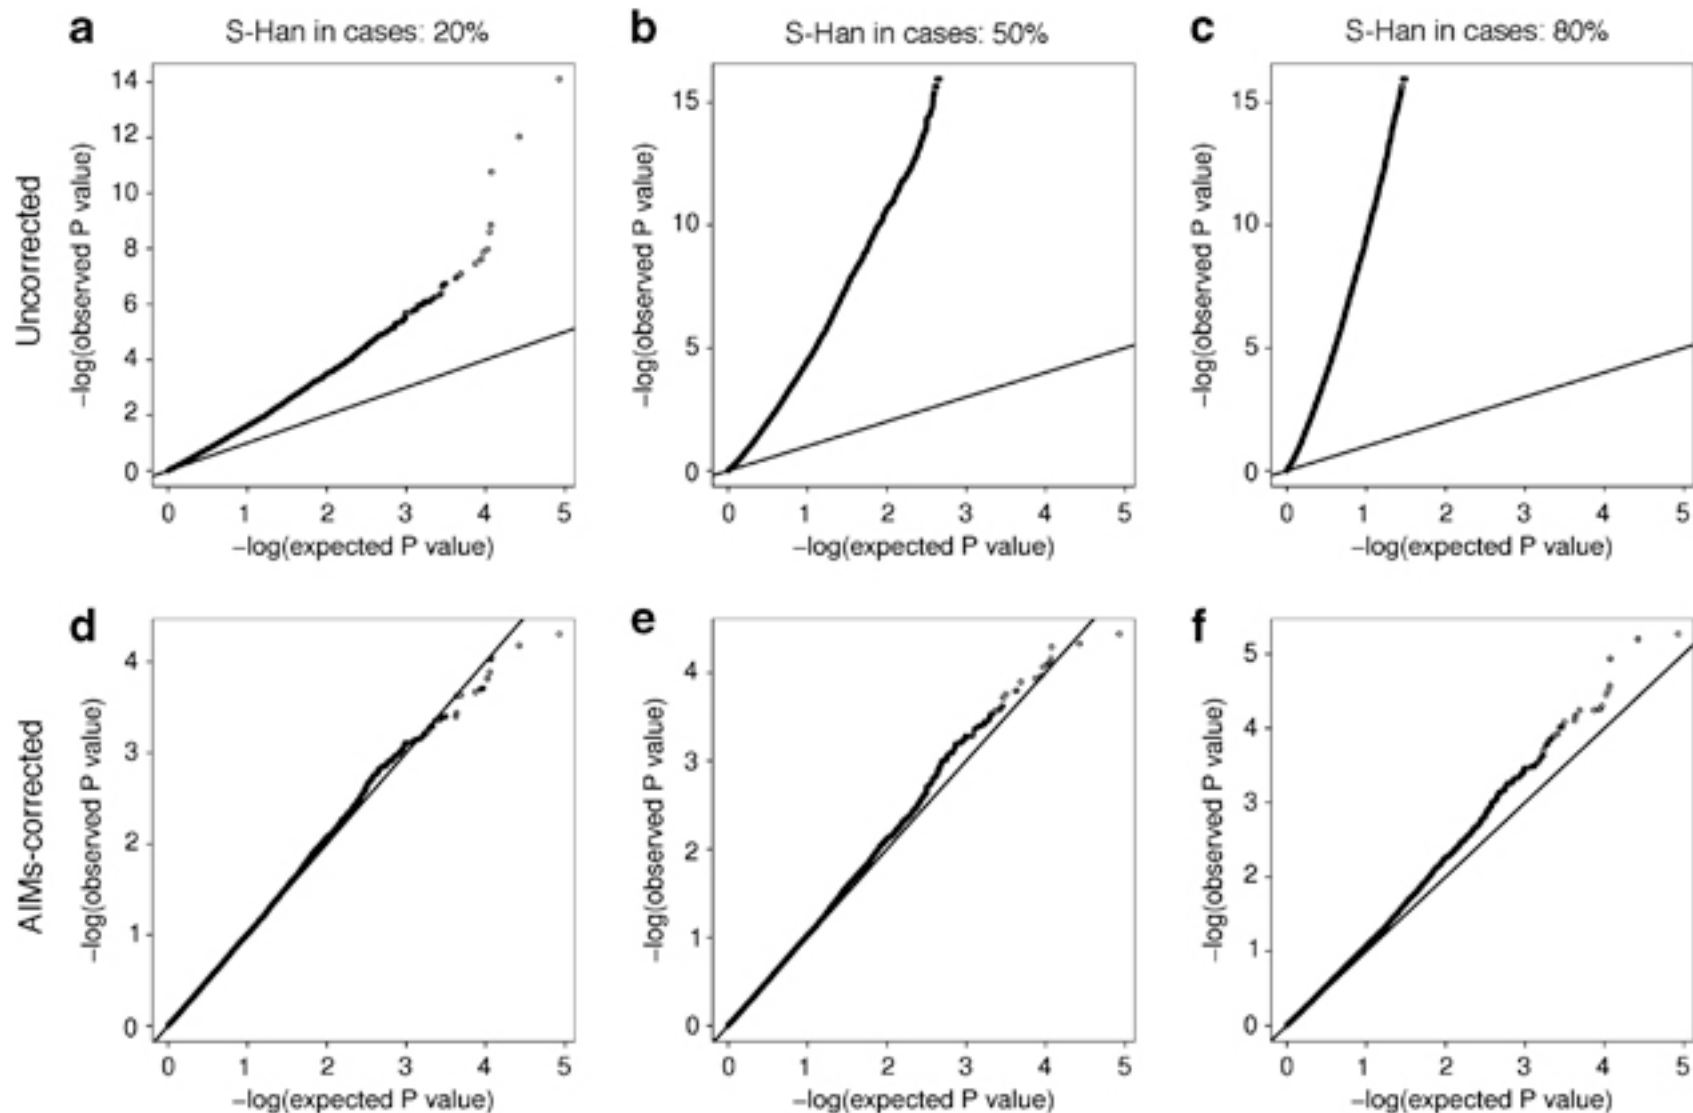 a S-Han in cases: 20%
b S-Han in cases: 50%
c S-Han in cases: 80%
Uncorrected
−log(observed P value)
14
12
10
8
6
4
2
0
0 1 2 3 4 5
−log(expected P value)
−log(observed P value)
15
10
5
0
0 1 2 3 4 5
−log(expected P value)
−log(observed P value)
15
10
5
0
0 1 2 3 4 5
−log(expected P value)
AIMs-corrected
d
−log(observed P value)
4
3
2
1
0
0 1 2 3 4 5
−log(expected P value)
e
−log(observed P value)
4
3
2
1
0
0 1 2 3 4 5
−log(expected P value)
f
−log(observed P value)
5
4
3
2
1
0
0 1 2 3 4 5
−log(expected P value)